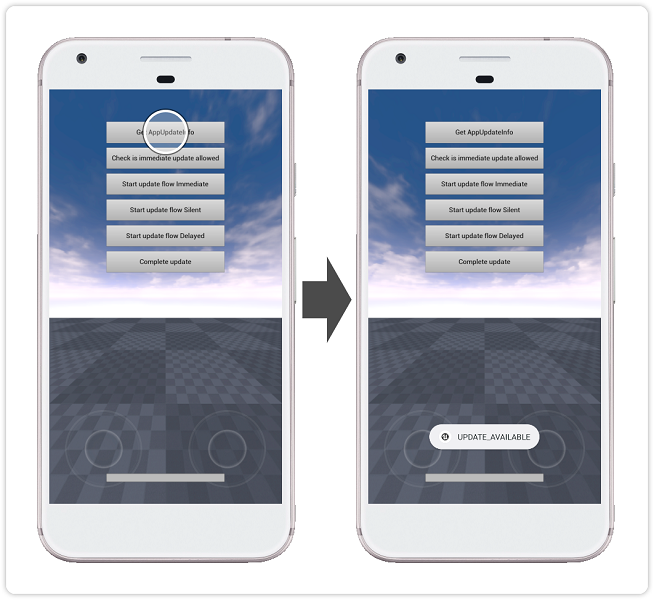 Get AppUpdateInfo
Check is immediate update allowed
Start update flow Immediate
Start update flow Silent
Start update flow Delayed
Complete update
Get AppUpdateInfo
Check is immediate update allowed
Start update flow Immediate
Start update flow Silent
Start update flow Delayed
Complete update
UPDATE_AVAILABLE